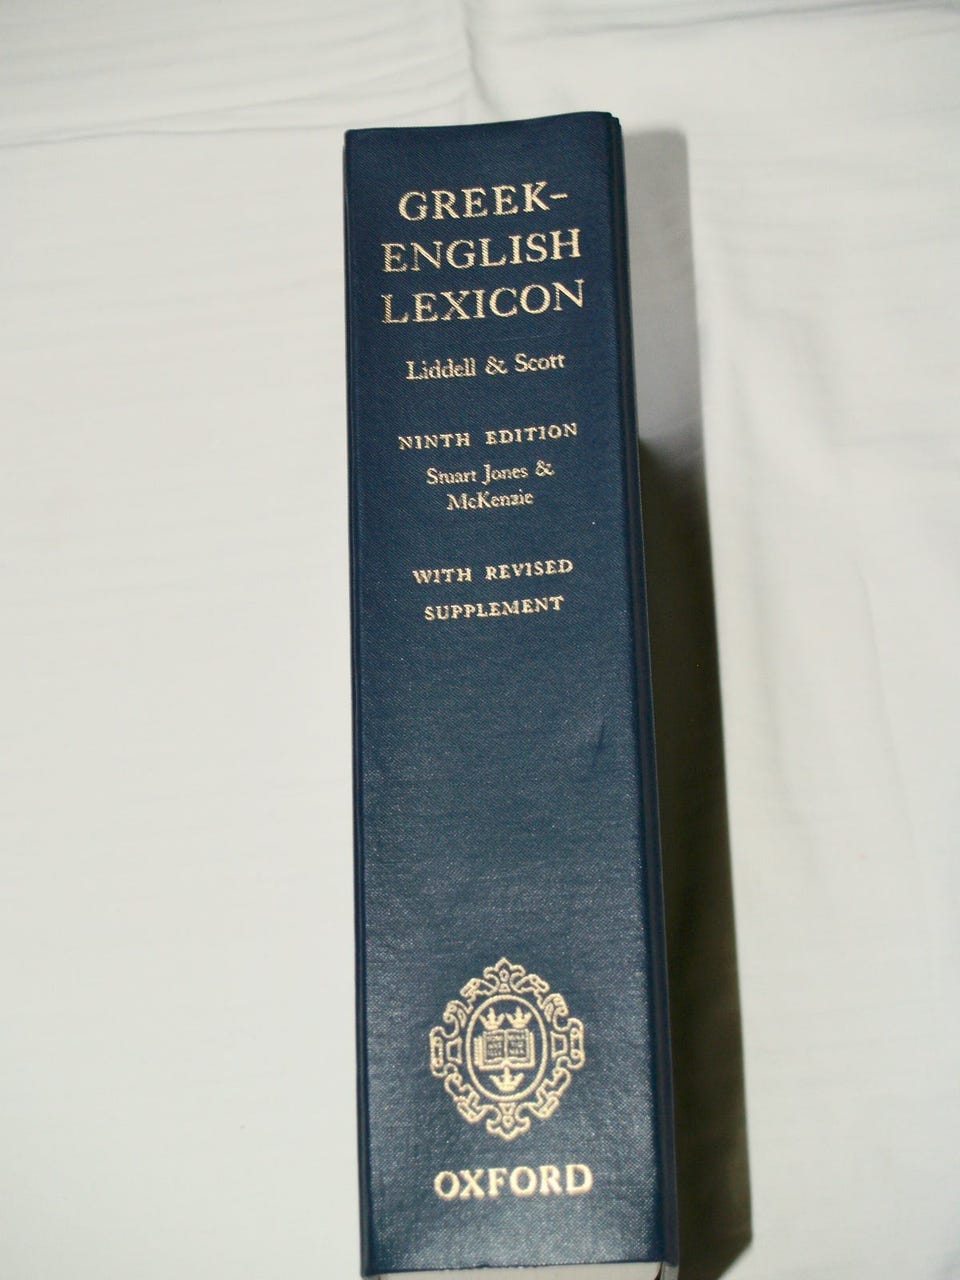 GREEK-
ENGLISH
LEXICON
Liddell & Scott
NINTH EDITION
Stuart Jones &
McKenzie
WITH REVISED
SUPPLEMENT
OXFORD